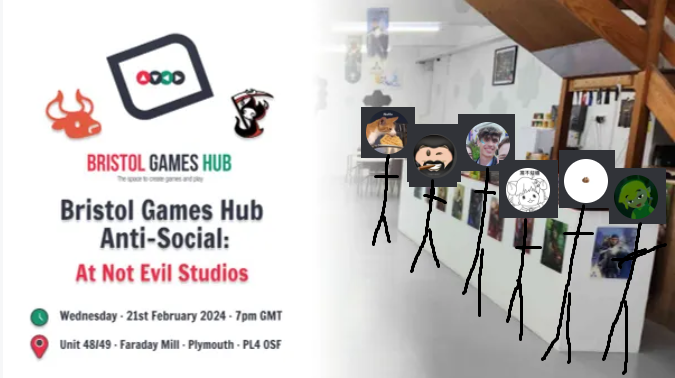 BRISTOL GAMES HUB
The space to create games and play
Bristol Games Hub
Anti-Social:
At Not Evil Studios
Wednesday · 21st February 2024 · 7pm GMT
Unit 48/49 · Faraday Mill · Plymouth · PL4 0SF